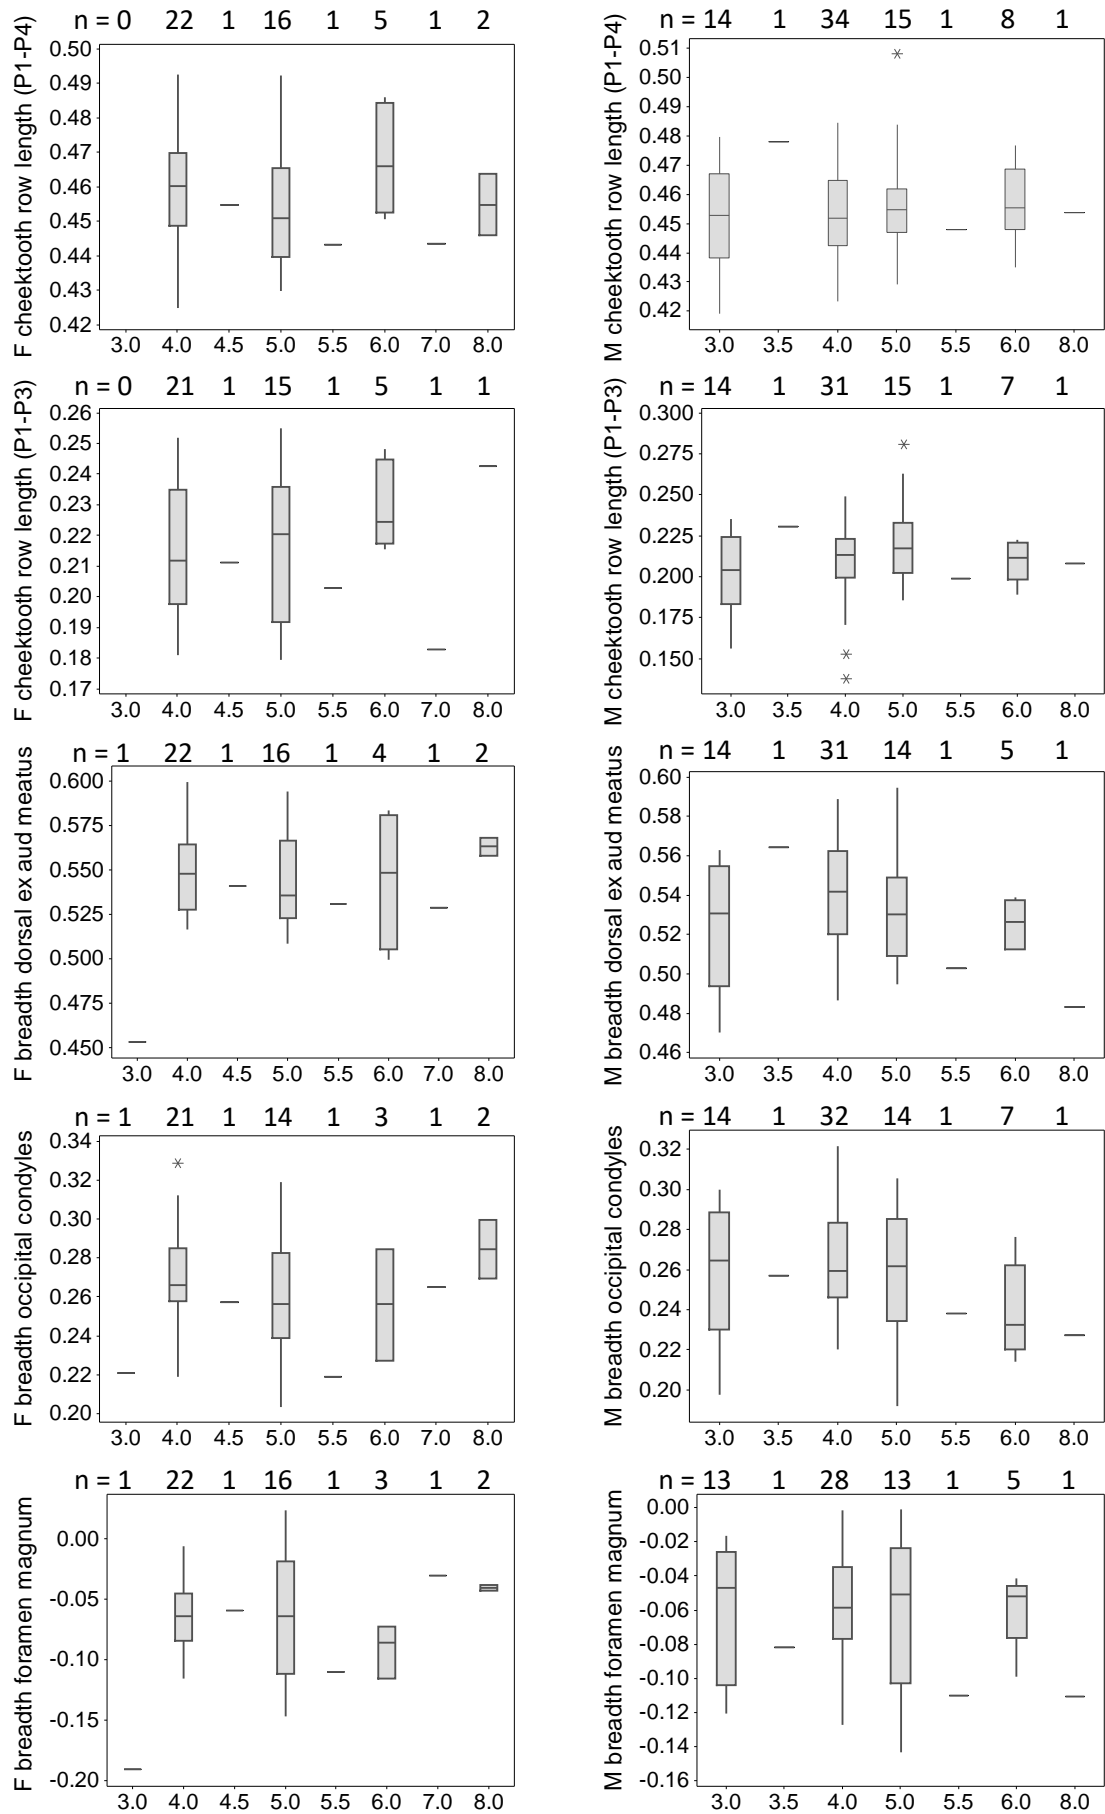 n = 0 22 1 16 1 5 1 2
F cheektooth row length (P1-P4)
0.50
0.49
0.48
0.47
0.46
0.45
0.44
0.43
0.42
3.0 4.0 4.5 5.0 5.5 6.0 7.0 8.0
n = 14 1 34 15 1 8 1
M cheektooth row length (P1-P4)
0.51
0.50
0.49
0.48
0.47
0.46
0.45
0.44
0.43
0.42
3.0 3.5 4.0 5.0 5.5 6.0 8.0
n = 0 21 1 15 1 5 1 1
F cheektooth row length (P1-P3)
0.26
0.25
0.24
0.23
0.22
0.21
0.20
0.19
0.18
0.17
3.0 4.0 4.5 5.0 5.5 6.0 7.0 8.0
n = 14 1 31 15 1 7 1
M cheektooth row length (P1-P3)
0.300
0.275
0.250
0.225
0.200
0.175
0.150
3.0 3.5 4.0 5.0 5.5 6.0 8.0
n = 1 22 1 16 1 4 1 2
F breadth dorsal ex aud meatus
0.600
0.575
0.550
0.525
0.500
0.475
0.450
3.0 4.0 4.5 5.0 5.5 6.0 7.0 8.0
n = 14 1 31 14 1 5 1
M breadth dorsal ex aud meatus
0.60
0.58
0.56
0.54
0.52
0.50
0.48
0.46
3.0 3.5 4.0 5.0 5.5 6.0 8.0
n = 1 21 1 14 1 3 1 2
F breadth occipital condyles
0.34
0.32
0.30
0.28
0.26
0.24
0.22
0.20
3.0 4.0 4.5 5.0 5.5 6.0 7.0 8.0
n = 14 1 32 14 1 7 1
M breadth occipital condyles
0.32
0.30
0.28
0.26
0.24
0.22
0.20
3.0 3.5 4.0 5.0 5.5 6.0 8.0
n = 1 22 1 16 1 3 1 2
F breadth foramen magnum
0.00
-0.05
-0.10
-0.15
-0.20
3.0 4.0 4.5 5.0 5.5 6.0 7.0 8.0
n = 13 1 28 13 1 5 1
M breadth foramen magnum
0.00
-0.02
-0.04
-0.06
-0.08
-0.10
-0.12
-0.14
-0.16
3.0 3.5 4.0 5.0 5.5 6.0 8.0